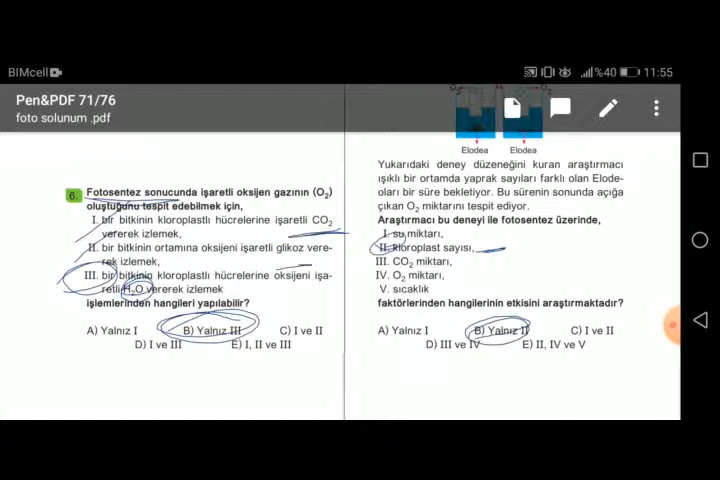 BIMcell
%40 11:55
Pen&PDF 71/76
foto solunum .pdf
6. Fotosentez sonucunda işaretli oksijen gazının (O₂)
oluştuğunu tespit edebilmek için,
I. bir bitkinin kloroplastlı hücrelerine işaretli CO₂
vererek izlemek,
II. bir bitkinin ortamına oksijeni işaretli glikoz vere-
rek izlemek,
III. bir bitkinin kloroplastlı hücrelerine oksijeni işa-
retli H₂O vererek izlemek
işlemlerinden hangileri yapılabilir?
A) Yalnız I B) Yalnız III C) I ve II
D) I ve III E) I, II ve III
Elodea Elodea
Yukarıdaki deney düzeneğini kuran araştırmacı
ışıklı bir ortamda yaprak sayıları farklı olan Elode-
oları bir süre bekletiyor. Bu sürenin sonunda açığa
çıkan O₂ miktarını tespit ediyor.
Araştırmacı bu deneyi ile fotosentez üzerinde,
I. su miktarı,
II. kloroplast sayısı,
III. CO₂ miktarı,
IV. O₂ miktarı,
V. sıcaklık
faktörlerinden hangilerinin etkisini araştırmaktadır?
A) Yalnız I B) Yalnız II C) I ve II
D) III ve IV E) II, IV ve V